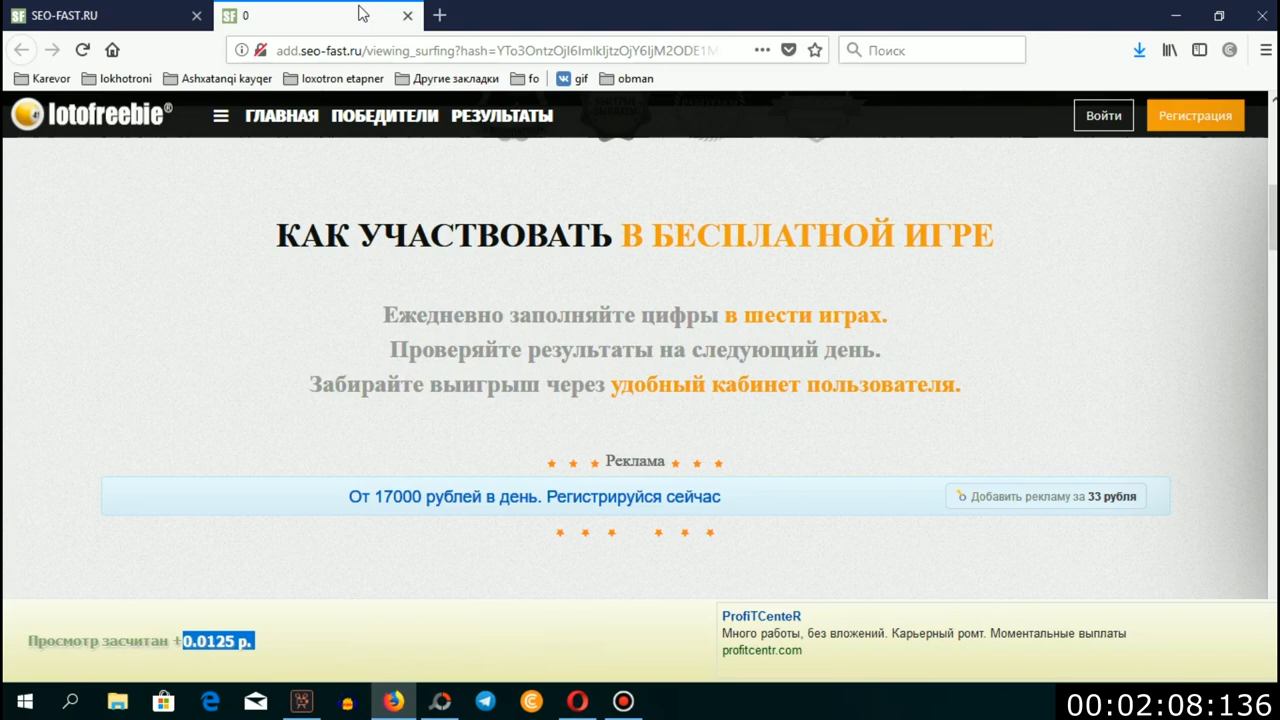 SEO-FAST.RU
0
add.seo-fast.ru/viewing_surfing?hash=YTo3OntzOjI6ImlkIjtzOjY6IjM2ODE1M
Поиск
Karevor
lokhotroni
Ashxatanqi kayqer
loxotron etapner
Другие закладки
fo
gif
obman
lotofreebie®
ГЛАВНАЯ
ПОБЕДИТЕЛИ
РЕЗУЛЬТАТЫ
Войти
Регистрация
КАК УЧАСТВОВАТЬ В БЕСПЛАТНОЙ ИГРЕ
Ежедневно заполняйте цифры в шести играх.
Проверяйте результаты на следующий день.
Забирайте выигрыш через удобный кабинет пользователя.
Реклама
От 17000 рублей в день. Регистрируйся сейчас
Добавить рекламу за 33 рубля
Просмотр засчитан +0.0125 р.
ProfiTCenteR
Много работы, без вложений. Карьерный ромт. Моментальные выплаты
profitcentr.com
00:02:08:136